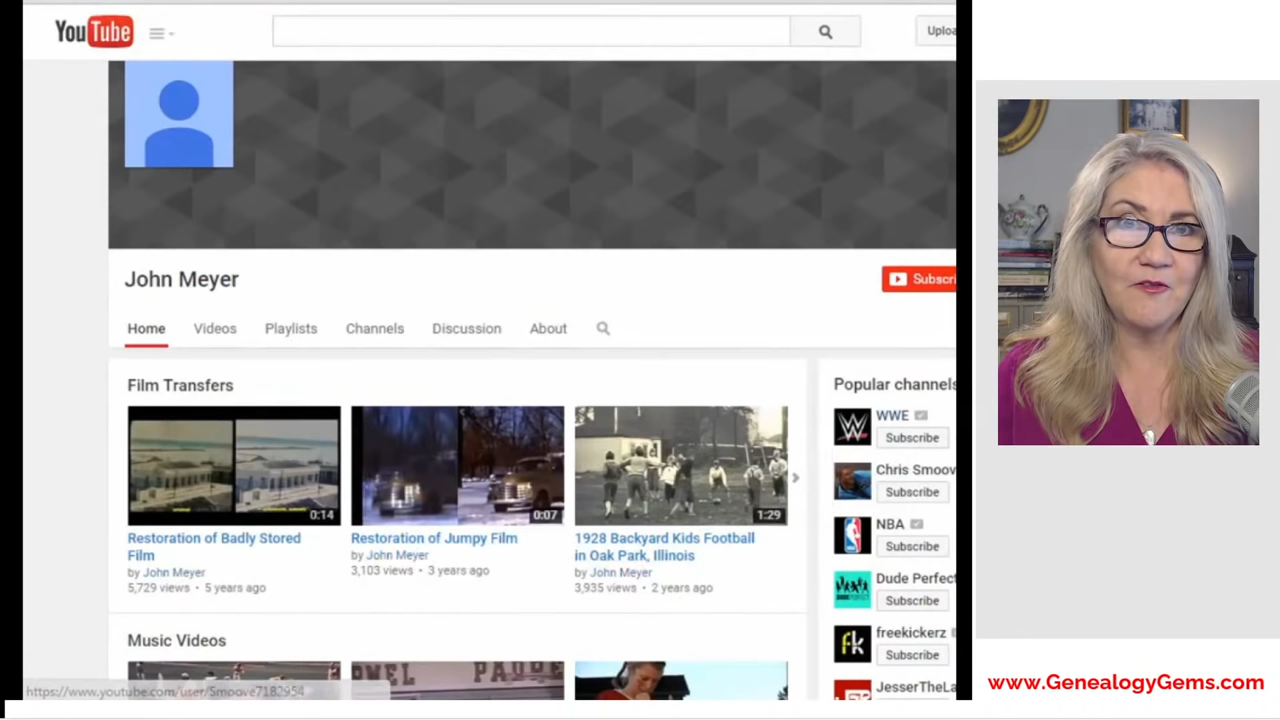 YouTube
Uploa
John Meyer
Subscri
Home Videos Playlists Channels Discussion About
Film Transfers
0:14
0:07
1:29
Restoration of Badly Stored
Film
by John Meyer
5,729 views • 5 years ago
Restoration of Jumpy Film
by John Meyer
3,103 views • 3 years ago
1928 Backyard Kids Football
in Oak Park, Illinois
by John Meyer
3,935 views • 2 years ago
Music Videos
Popular channels
WWE
Subscribe
Chris Smoov
Subscribe
NBA
Subscribe
Dude Perfect
Subscribe
freekickerz
Subscribe
JesserTheLa
https://www.youtube.com/user/Smoove7182954
www.GenealogyGems.com